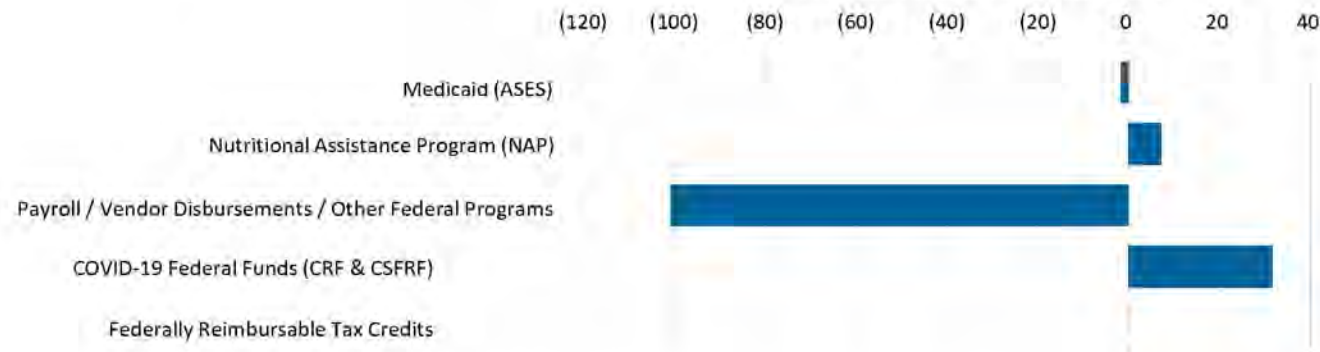 (120) (100) (80) (60) (40) (20) 0 20 40
Medicaid (ASES)
Nutritional Assistance Program (NAP)
Payroll / Vendor Disbursements / Other Federal Programs
COVID-19 Federal Funds (CRF & CSFRF)
Federally Reimbursable Tax Credits